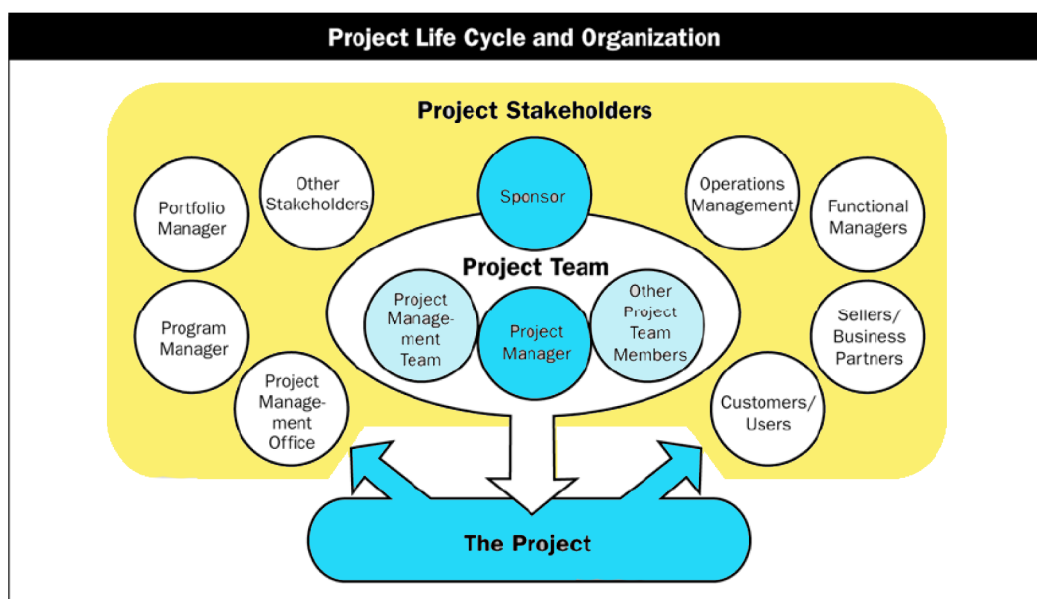 Project Life Cycle and Organization
Project Stakeholders
Portfolio
Manager
Other
Stakeholders
Sponsor
Operations
Management
Functional
Managers
Project Team
Program
Manager
Project
Manage-
ment
Team
Project
Manager
Other
Project
Team
Members
Sellers/
Business
Partners
Project
Manage-
ment
Office
Customers/
Users
The Project